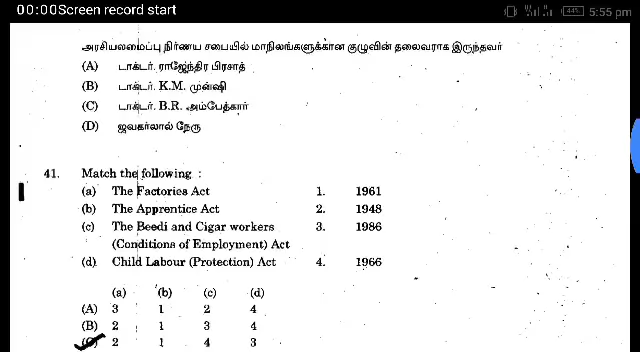 00:00Screen record start
44%
5:55 pm
அரசியலமைப்பு நிர்ணய சபையில் மாநிலங்களுக்கான குழுவின் தலைவராக இருந்தவர்
(A) டாக்டர். ராஜேந்திர பிரசாத்
(B) டாக்டர். K.M. முன்ஷி
(C) டாக்டர். B.R. அம்பேத்கார்
(D) ஜவகர்லால் நேரு
41. Match the following :
(a) The Factories Act 1. 1961
(b) The Apprentice Act 2. 1948
(c) The Beedi and Cigar workers 3. 1986
(Conditions of Employment) Act
(d) Child Labour (Protection) Act 4. 1966
(a) (b) (c) (d)
(A) 3 1 2 4
(B) 2 1 3 4
(C) 2 1 4 3